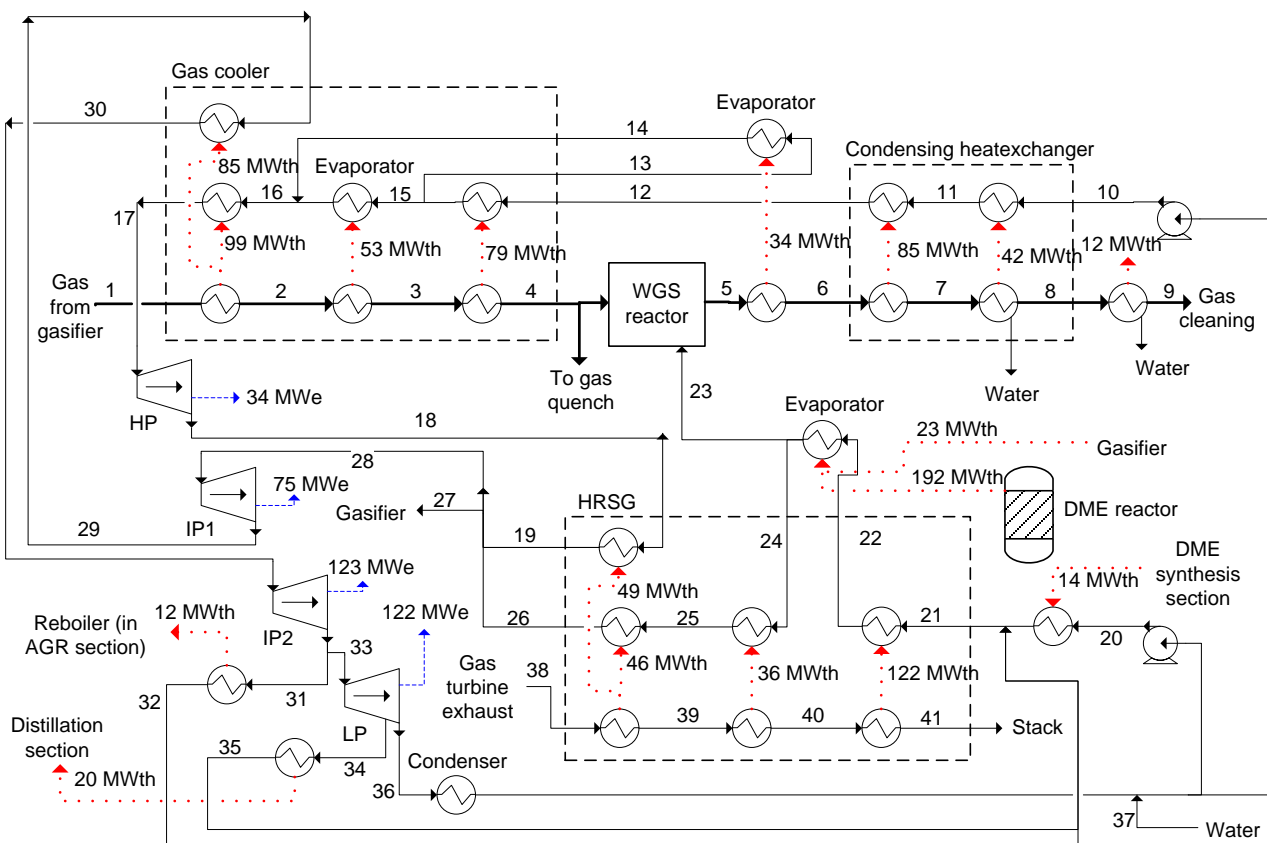 Gas cooler
30
Evaporator
14
85 MWth
Evaporator
13
Condensing heatexchanger
16
15
12
11
10
17
99 MWth
53 MWth
79 MWth
34 MWth
85 MWth
42 MWth
12 MWth
Gas
from
gasifier
1
2
3
4
WGS
reactor
5
6
7
8
9
Gas
cleaning
To gas
quench
Water
Water
23
HP
34 MWe
18
Evaporator
23 MWth
Gasifier
28
75 MWe
IP1
27
Gasifier
192 MWth
DME reactor
29
HRSG
19
24
22
123 MWe
49 MWth
14 MWth
DME
synthesis
section
Reboiler (in
AGR section)
12 MWth
IP2
122 MWe
26
25
21
20
33
46 MWth
36 MWth
122 MWth
32
31
LP
Gas
turbine
exhaust
38
39
40
41
Stack
Distillation
section
20 MWth
35
34
36
Condenser
37
Water